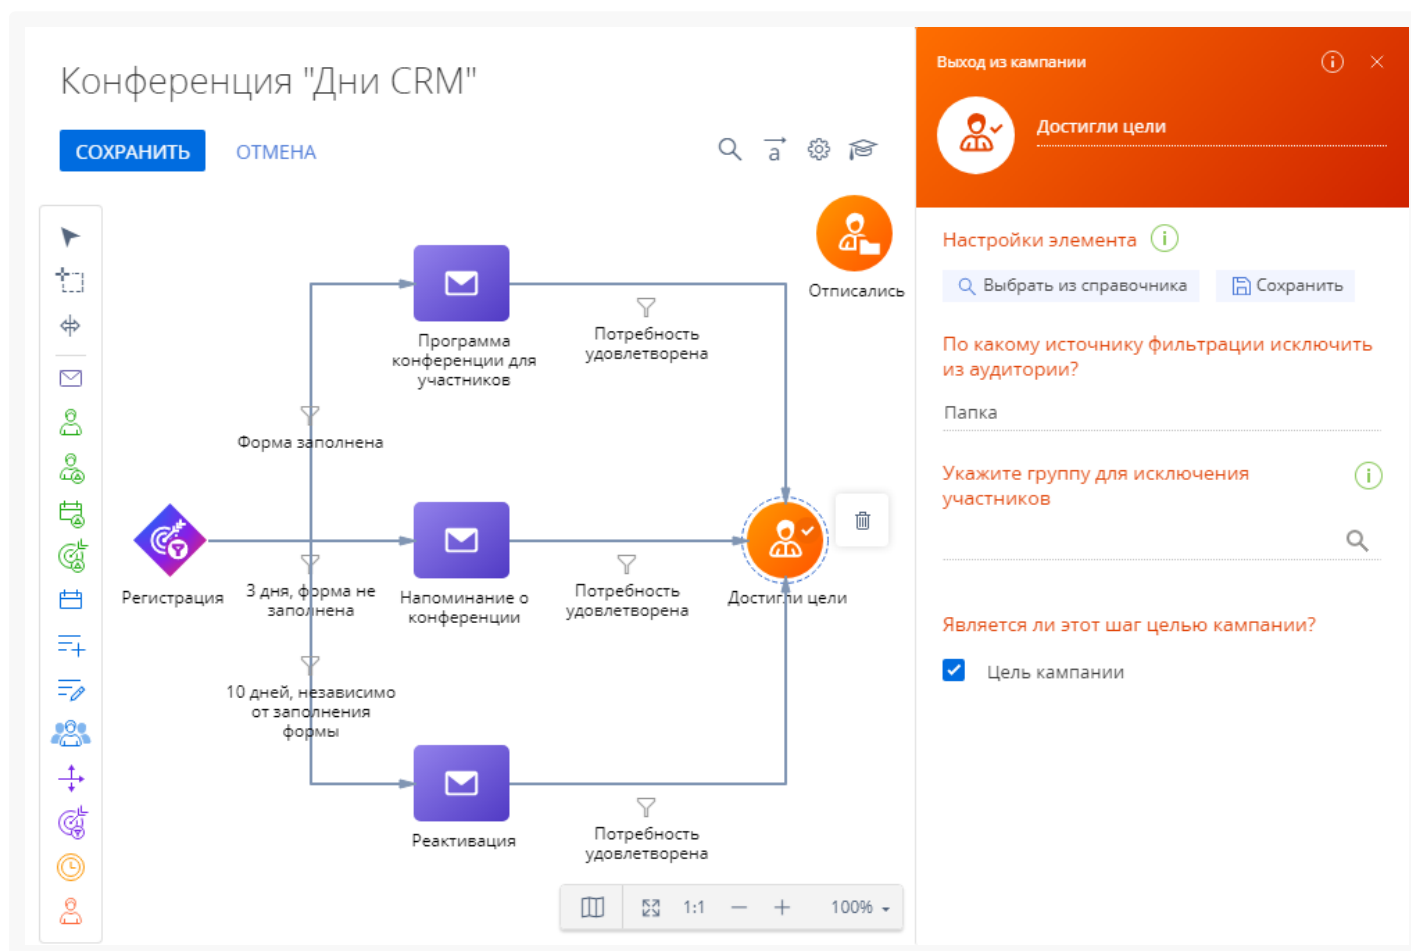 Конференция "Дни CRM"
СОХРАНИТЬ
ОТМЕНА
a
Отписались
Программа
конференции для
участников
Потребность
удовлетворена
Форма заполнена
Регистрация
3 дня, форма не
заполнена
Напоминание о
конференции
Потребность
удовлетворена
Достигли цели
10 дней, независимо
от заполнения
формы
Реактивация
Потребность
удовлетворена
1:1
100%
Выход из кампании
Достигли цели
Настройки элемента
Выбрать из справочника
Сохранить
По какому источнику фильтрации исключить
из аудитории?
Папка
Укажите группу для исключения
участников
Является ли этот шаг целью кампании?
Цель кампании